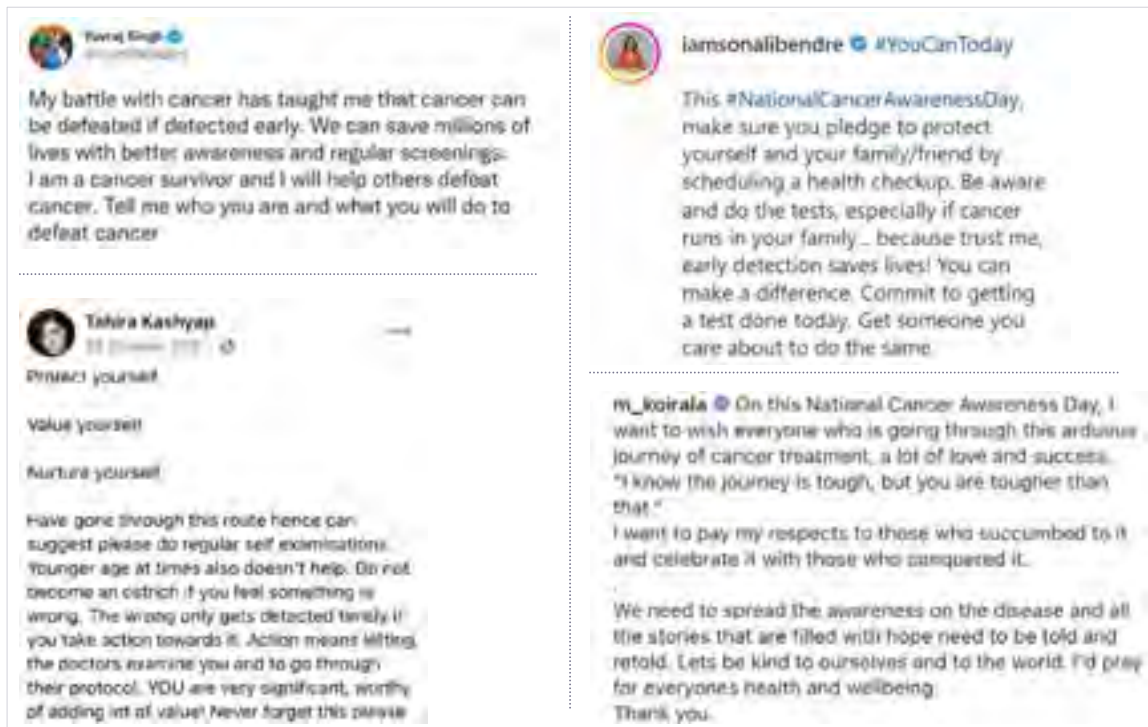 Yuvraj Singh
My battle with cancer has taught me that cancer can
be defeated if detected early. We can save millions of
lives with better awareness and regular screenings.
I am a cancer survivor and I will help others defeat
cancer. Tell me who you are and what you will do to
defeat cancer
Tahira Kashyap
Protect yourself
Value yourself
Nurture yourself
Have gone through this route hence can
suggest please do regular self examinations.
Younger age at times also doesn't help. Do not
become an ostrich if you feel something is
wrong. The wrong only gets detected timely if
you take action towards it. Action means letting
the doctors examine you and to go through
their protocol. YOU are very significant, worthy
of adding lot of value! Never forget this please
iamsonalibendre #YouCanToday
This #NationalCancerAwarenessDay,
make sure you pledge to protect
yourself and your family/friend by
scheduling a health checkup. Be aware
and do the tests, especially if cancer
runs in your family... because trust me,
early detection saves lives! You can
make a difference. Commit to getting
a test done today. Get someone you
care about to do the same
m_koirala On this National Cancer Awareness Day, I
want to wish everyone who is going through this arduous
journey of cancer treatment, a lot of love and success.
"I know the journey is tough, but you are tougher than
that."
I want to pay my respects to those who succumbed to it
and celebrate it with those who conquered it.
.
We need to spread the awareness on the disease and all
the stories that are filled with hope need to be told and
retold. Lets be kind to ourselves and to the world. I'd pray
for everyones health and wellbeing.
Thank you.